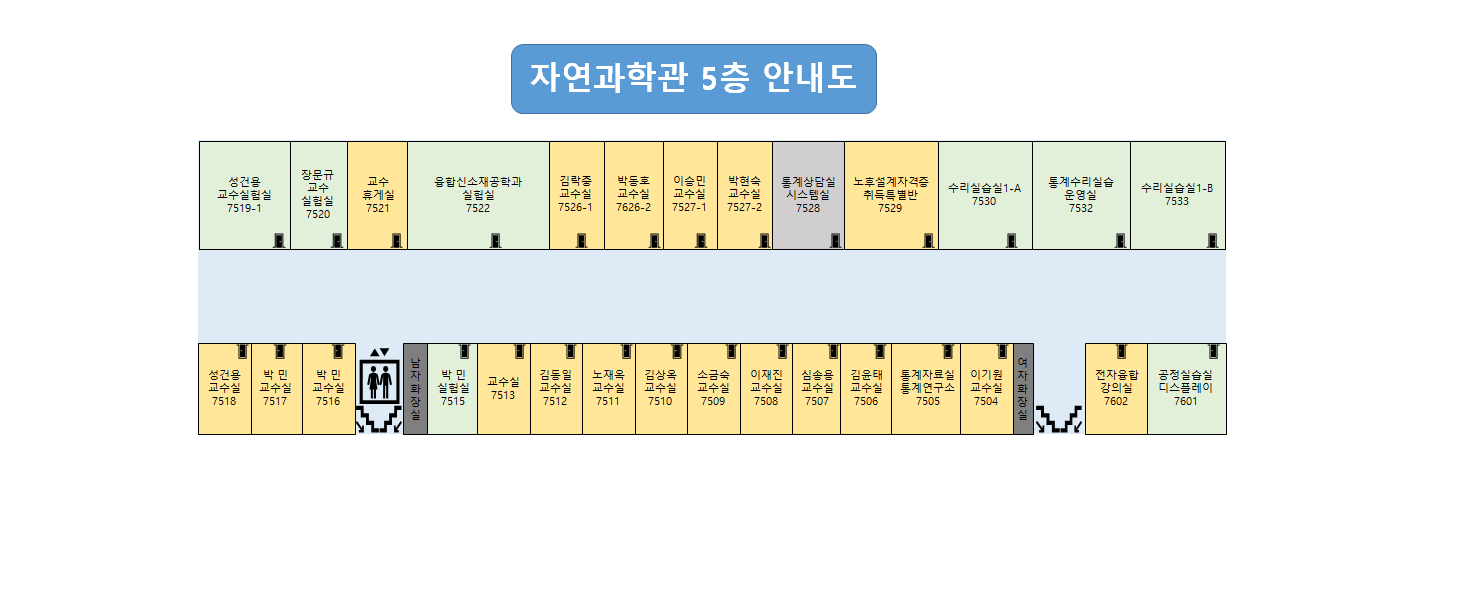 자연과학관 5층 안내도
성건용
교수실험실
7519-1
장문규
교수
실험실
7520
교수
휴게실
7521
융합신소재공학과
실험실
7522
김락중
교수실
7526-1
박동호
교수실
7626-2
이승민
교수실
7527-1
박현숙
교수실
7527-2
통계상담실
시스템실
7528
노후설계자격증
취득특별반
7529
수리실습실1-A
7530
통계수리실습
운영실
7532
수리실습실1-B
7533
성건용
교수실
7518
박 민
교수실
7517
박 민
교수실
7516
남자화장실
박 민
실험실
7515
교수실
7513
김동일
교수실
7512
노재옥
교수실
7511
김상옥
교수실
7510
소금숙
교수실
7509
이재진
교수실
7508
심송용
교수실
7507
김윤태
교수실
7506
통계자료실
통계연구소
7505
이기원
교수실
7504
여자화장실
전자융합
강의실
7602
공정실습실
디스플레이
7601